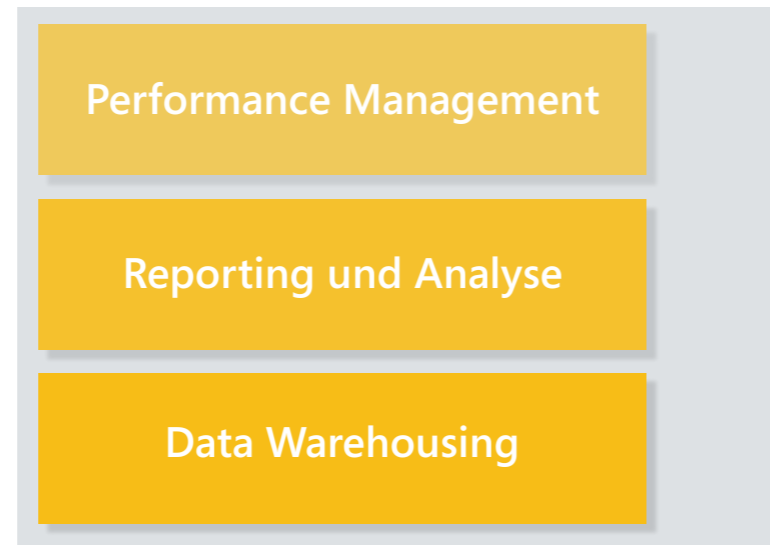 Performance Management
Reporting und Analyse
Data Warehousing